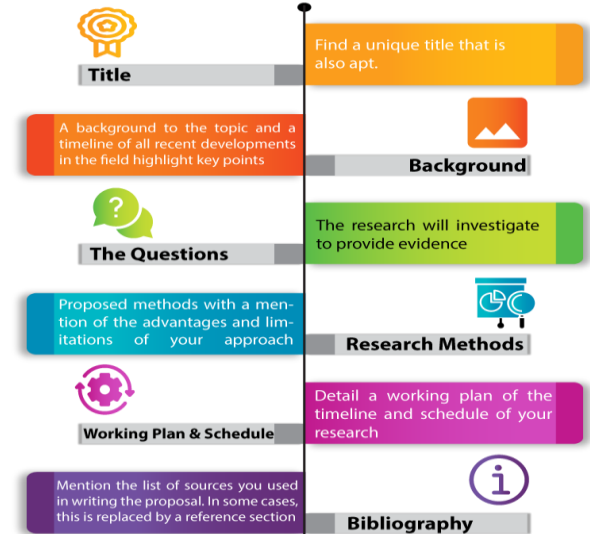 Title
Find a unique title that is
also apt.
A background to the topic and a
timeline of all recent developments
in the field highlight key points
Background
?
The Questions
The research will investigate
to provide evidence
Proposed methods with a men-
tion of the advantages and lim-
itations of your approach
Research Methods
Working Plan & Schedule
Detail a working plan of the
timeline and schedule of your
research
Mention the list of sources you used
in writing the proposal. In some cases,
this is replaced by a reference section
i
Bibliography